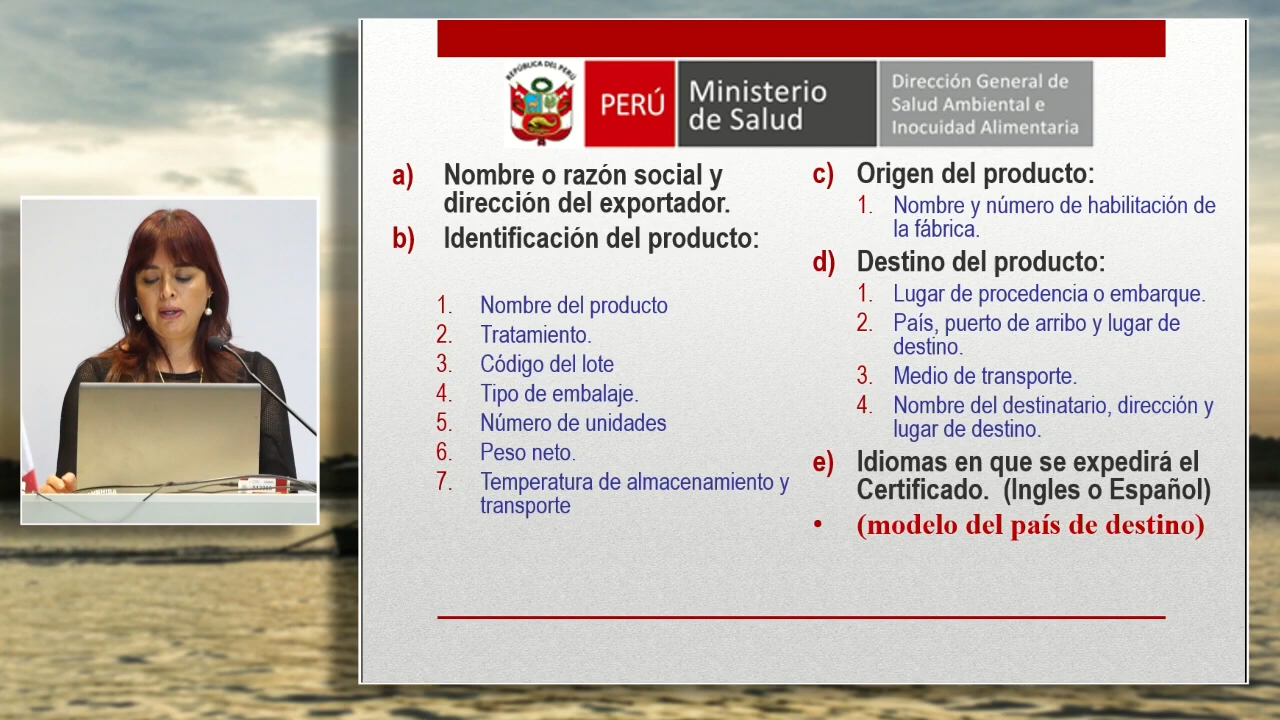 REPÚBLICA DEL PERÚ
PERÚ
Ministerio
de Salud
Dirección General de
Salud Ambiental e
Inocuidad Alimentaria
a) Nombre o razón social y
dirección del exportador.
b) Identificación del producto:
1. Nombre del producto
2. Tratamiento.
3. Código del lote
4. Tipo de embalaje.
5. Número de unidades
6. Peso neto.
7. Temperatura de almacenamiento y
transporte
c) Origen del producto:
1. Nombre y número de habilitación de
la fábrica.
d) Destino del producto:
1. Lugar de procedencia o embarque.
2. País, puerto de arribo y lugar de
destino.
3. Medio de transporte.
4. Nombre del destinatario, dirección y
lugar de destino.
e) Idiomas en que se expedirá el
Certificado. (Ingles o Español)
• (modelo del país de destino)
TOSHIBA